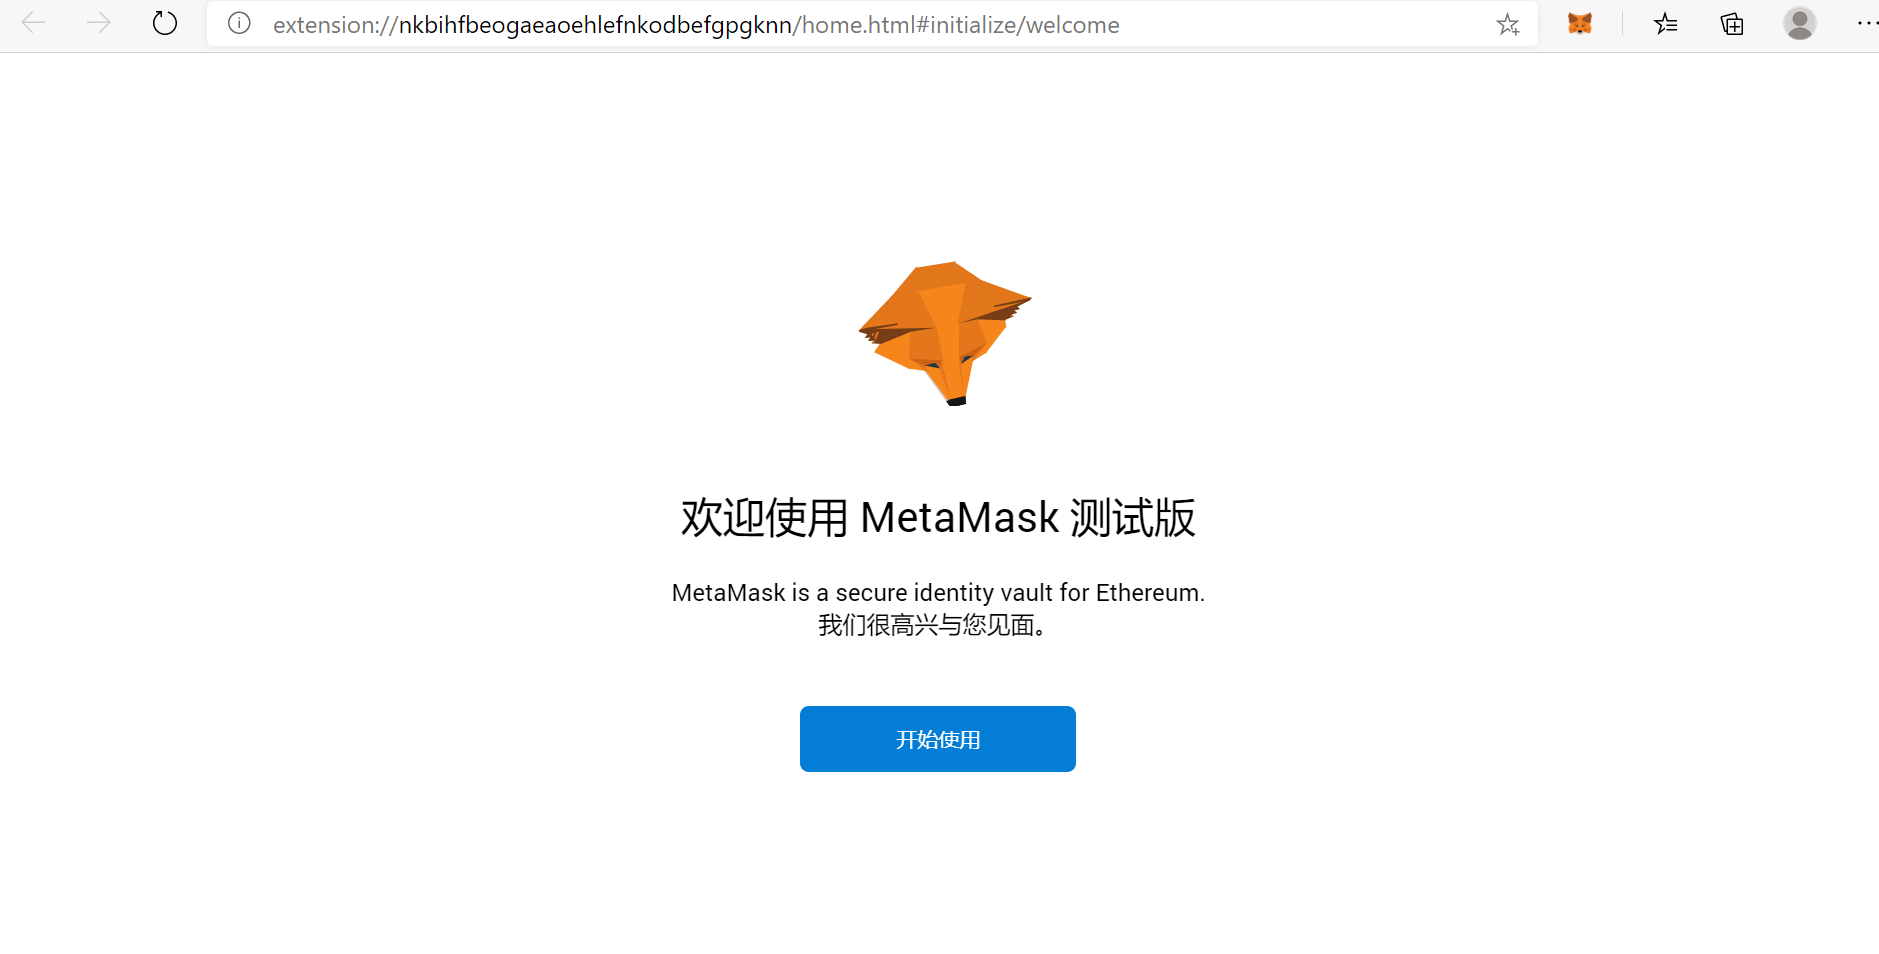 extension://nkbihfbeogaeaoehlefnkodbefgpgknn/home.html#initialize/welcome
欢迎使用 MetaMask 测试版
MetaMask is a secure identity vault for Ethereum.
我们很高兴与您见面。
开始使用